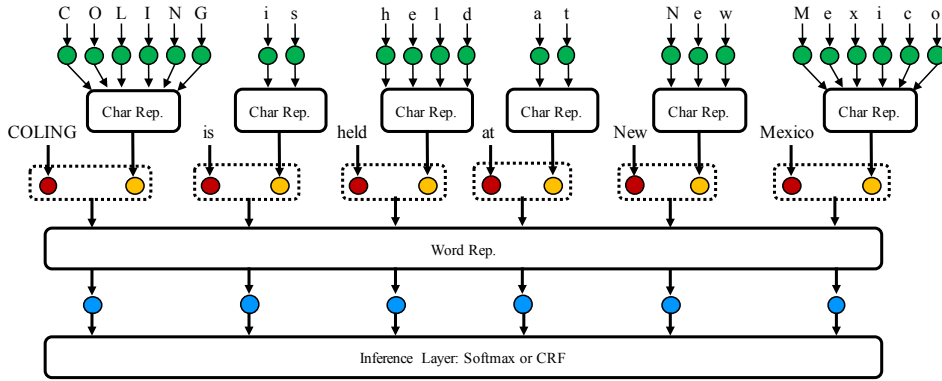 C O L I N G i s h e l d a t N e w M e x i c o
Char Rep. Char Rep. Char Rep. Char Rep. Char Rep. Char Rep.
COLING is held at New Mexico
Word Rep.
Inference Layer: Softmax or CRF